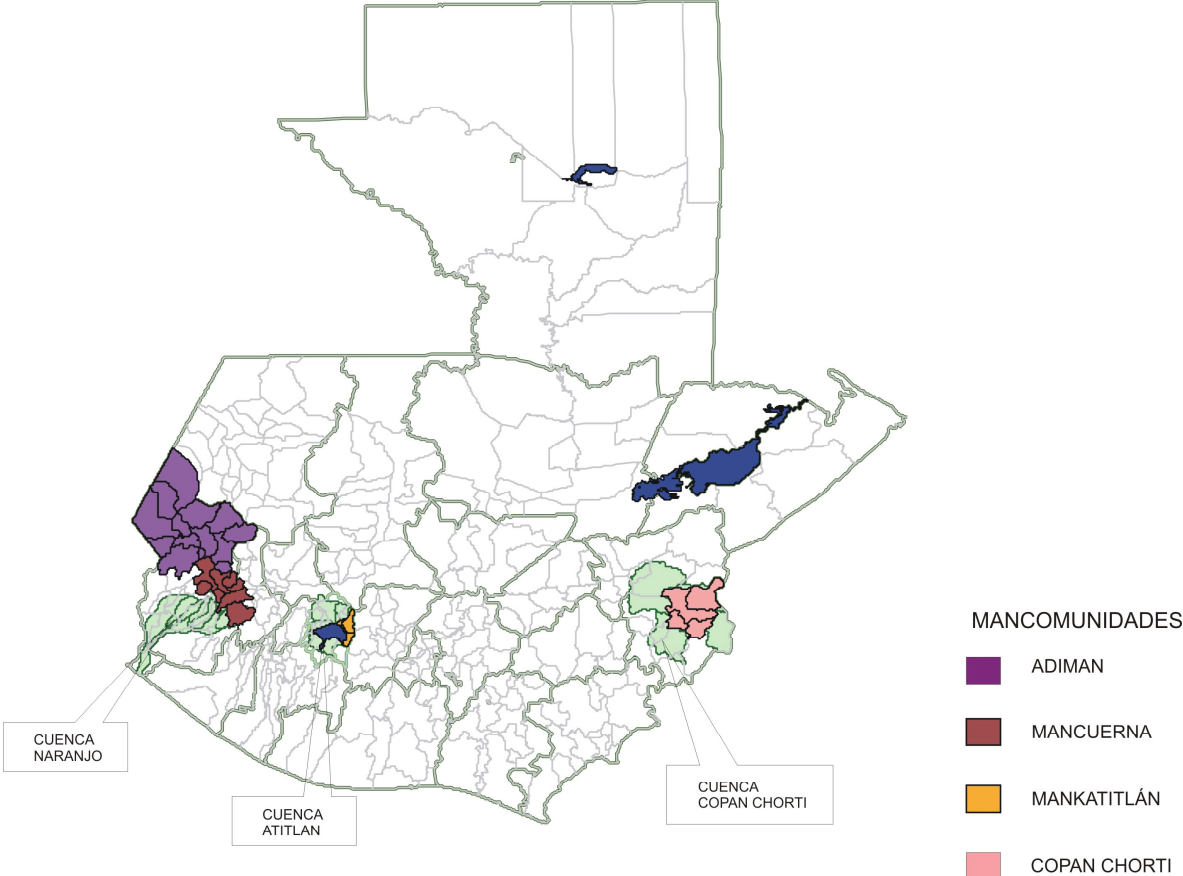 MANCOMUNIDADES
ADIMAN
MANCUERNA
MANKATITLÁN
COPAN CHORTI
CUENCA
NARANJO
CUENCA
ATITLAN
CUENCA
COPAN CHORTI